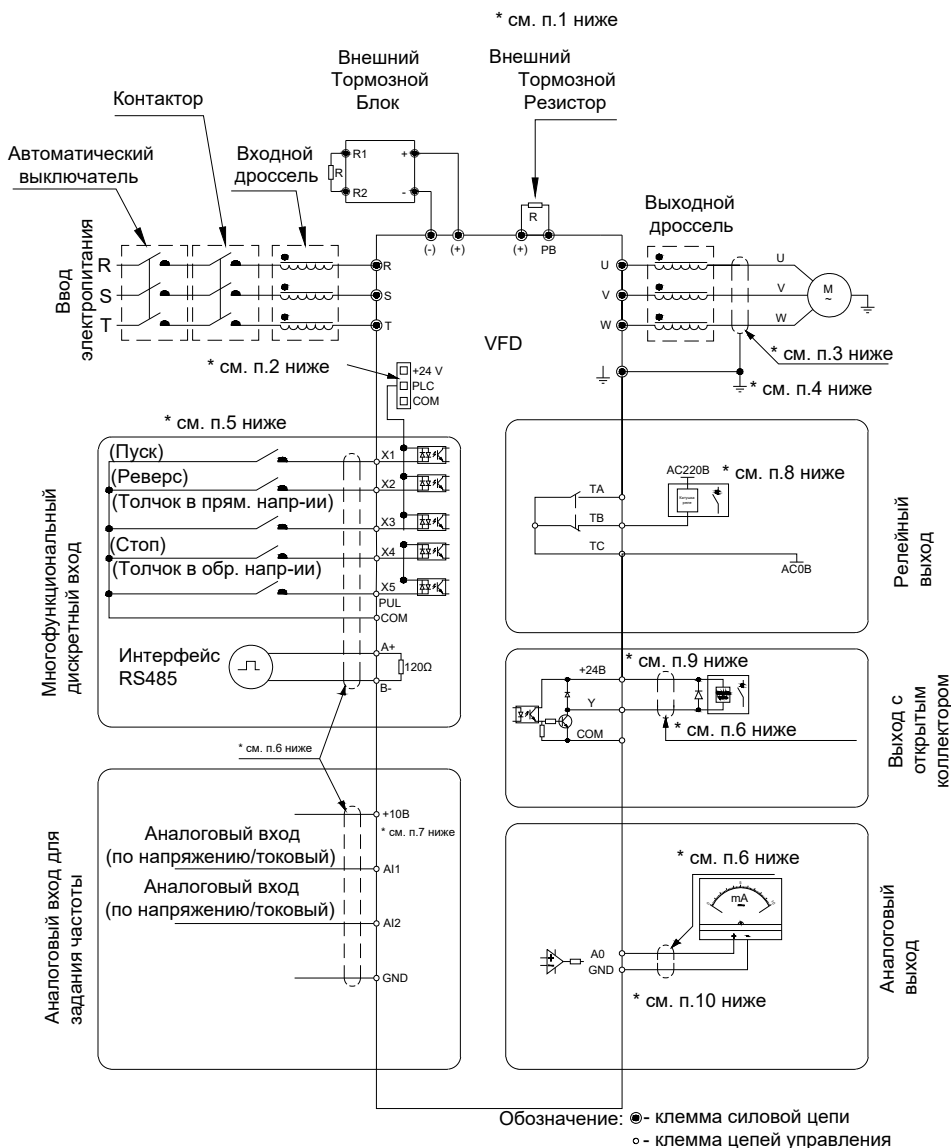 * см. п.1 ниже
Внешний
Тормозной
Блок
Внешний
Тормозной
Резистор
Контактор
Автоматический
выключатель
Входной
дроссель
R
R1
R2
+
-
(-)
(+)
R
(+)
PB
Выходной
дроссель
Ввод
электропитания
R
S
T
R
S
T
U
V
W
U
V
W
M
~
VFD
* см. п.2 ниже
+24 V
PLC
COM
* см. п.3 ниже
* см. п.4 ниже
* см. п.5 ниже
Многофункциональный
дискретный вход
(Пуск)
(Реверс)
(Толчок в прям. напр-ии)
(Стоп)
(Толчок в обр. напр-ии)
X1
X2
X3
X4
X5
PUL
COM
Интерфейс
RS485
A+
120Ω
B-
* см. п.6 ниже
AC220В
* см. п.8 ниже
TA
TB
TC
AC0В
Релейный
выход
+24В
* см. п.9 ниже
Y
COM
* см. п.6 ниже
Выход с
открытым
коллектором
Аналоговый вход для
задания частоты
+10В
* см. п.7 ниже
Аналоговый вход
(по напряжению/токовый)
AI1
Аналоговый вход
(по напряжению/токовый)
AI2
GND
* см. п.6 ниже
mA
+
-
A0
GND
* см. п.10 ниже
Аналоговый
выход
Обозначение: - клемма силовой цепи
- клемма цепей управления